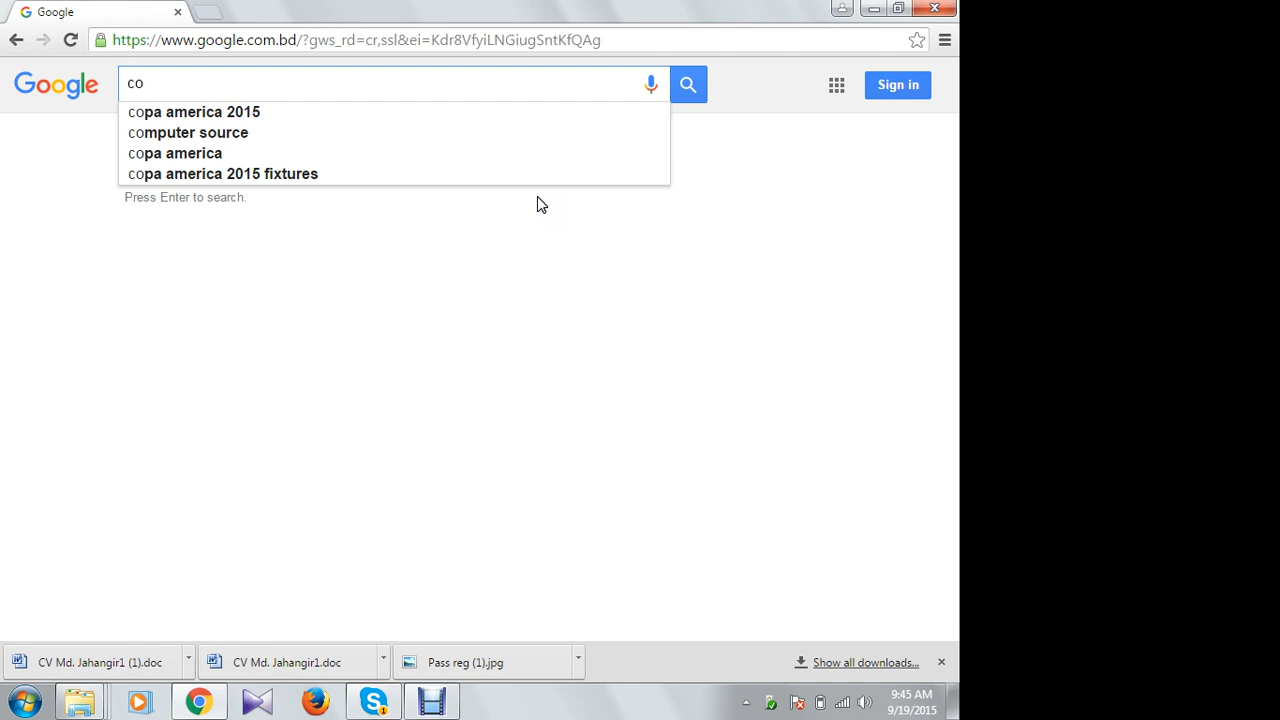 Google
https://www.google.com.bd/?gws_rd=cr,ssl&ei=Kdr8VfyiLNGiugSntKfQAg
Google
co
Sign in
copa america 2015
computer source
copa america
copa america 2015 fixtures
Press Enter to search.
CV Md. Jahangir1 (1).doc
CV Md. Jahangir1.doc
Pass reg (1).jpg
Show all downloads...
9:45 AM
9/19/2015